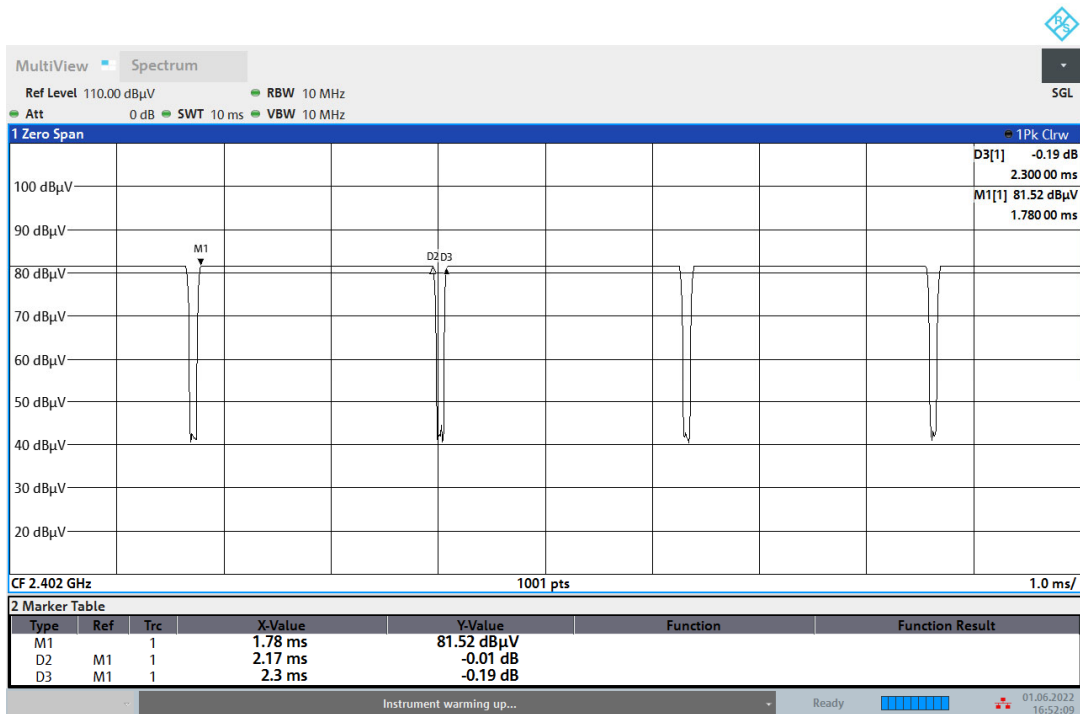 R S
MultiView Spectrum
Ref Level 110.00 dBµV RBW 10 MHz SGL
Att 0 dB SWT 10 ms VBW 10 MHz
1 Zero Span 1Pk Clrw
D3[1] -0.19 dB
2.300 00 ms
M1[1] 81.52 dBµV
1.780 00 ms
100 dBµV
90 dBµV
M1
D2 D3
80 dBµV
70 dBµV
60 dBµV
50 dBµV
40 dBµV
30 dBµV
20 dBµV
CF 2.402 GHz 1001 pts 1.0 ms/
2 Marker Table
Type Ref Trc X-Value Y-Value Function Function Result
M1 1 1.78 ms 81.52 dBµV
D2 M1 1 2.17 ms -0.01 dB
D3 M1 1 2.3 ms -0.19 dB
Instrument warming up... Ready 01.06.2022
16:52:09